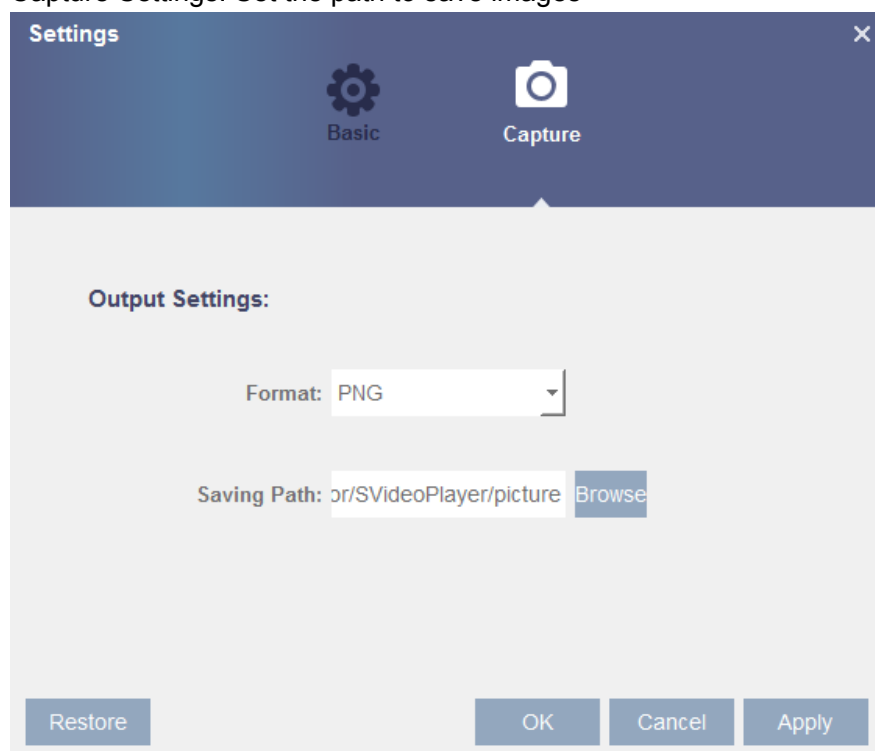 Capture Settings: Set the path to save images
Settings
Basic
Capture
Output Settings:
Format: PNG
Saving Path: or/SVideoPlayer/picture Browse
Restore OK Cancel Apply